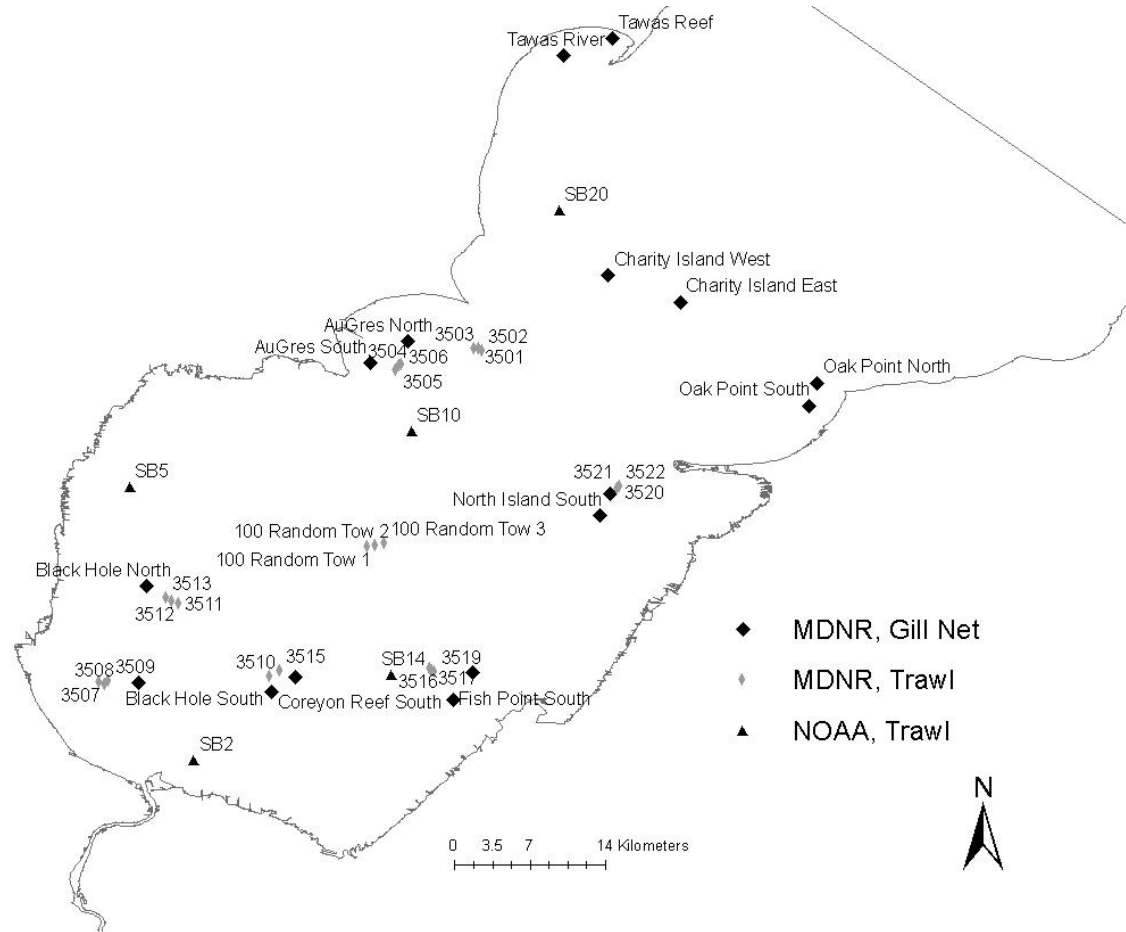 Tawas Reef
Tawas River
SB20
Charity Island West
Charity Island East
AuGres North
3503
3502
AuGres South
3504
3506
3501
3505
Oak Point North
Oak Point South
SB10
SB5
3521
3522
North Island South
3520
100 Random Tow 2
100 Random Tow 3
100 Random Tow 1
Black Hole North
3513
3512
3511
3508
3509
3507
3510
3515
SB14
3519
3516
3517
Black Hole South
Coreyon Reef South
Fish Point South
SB2
MDNR, Gill Net
MDNR, Trawl
NOAA, Trawl
N
0 3.5 7 14 Kilometers